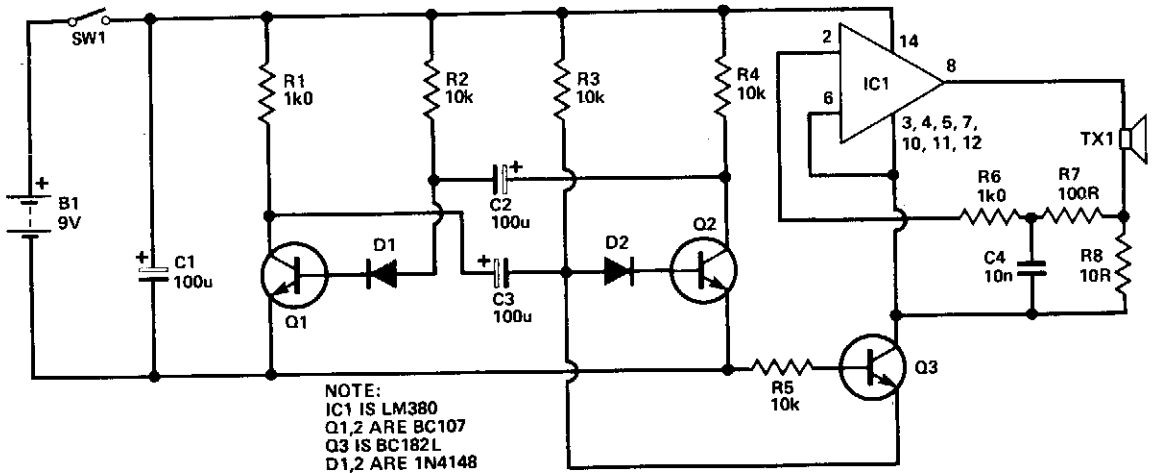 SW1
B1
9V
C1
100u
R1
1k0
R2
10k
R3
10k
R4
10k
C2
100u
C3
100u
D1
D2
Q1
Q2
R5
10k
Q3
2
6
14
8
IC1
3, 4, 5, 7,
10, 11, 12
TX1
R6
1k0
R7
100R
C4
10n
R8
10R
NOTE:
IC1 IS LM380
Q1,2 ARE BC107
Q3 IS BC182L
D1,2 ARE 1N4148
+
+
+
+